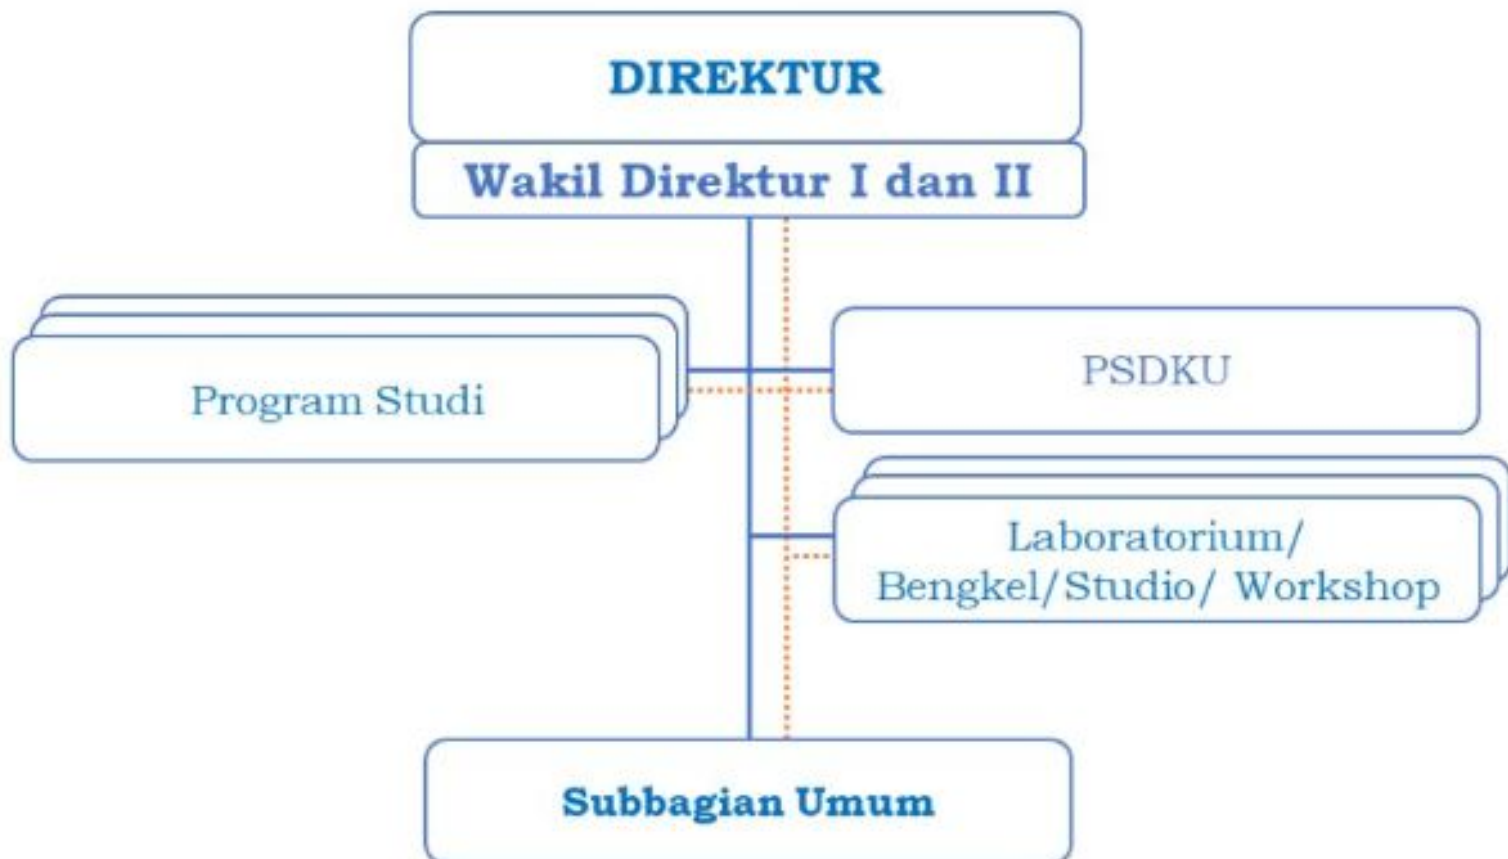 DIREKTUR
Wakil Direktur I dan II
Program Studi
PSDKU
Laboratorium/
Bengkel/Studio/ Workshop
Subbagian Umum